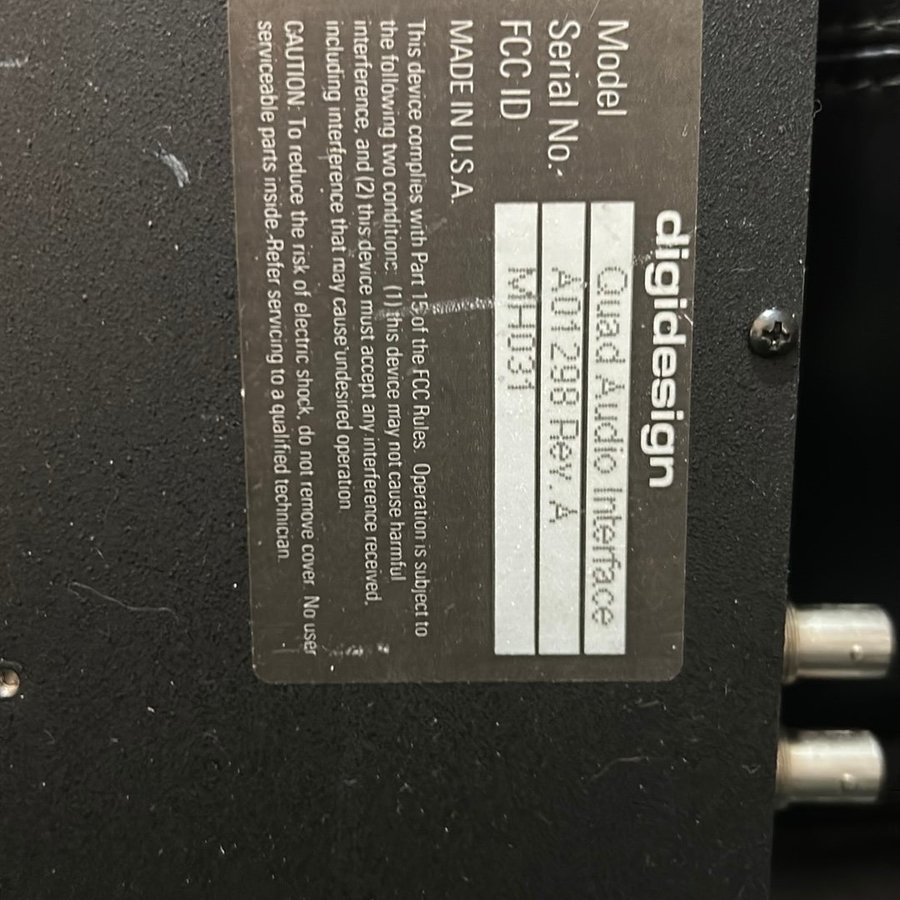 digidesign
Model Quad Audio Interface
Serial No. A01298 Rev. A
FCC ID MH031
MADE IN U.S.A.
This device complies with Part 15 of the FCC Rules. Operation is subject to
the following two conditions: (1) this device may not cause harmful
interference, and (2) this device must accept any interference received,
including interference that may cause undesired operation
CAUTION: To reduce the risk of electric shock, do not remove cover. No user
serviceable parts inside. Refer servicing to a qualified technician.